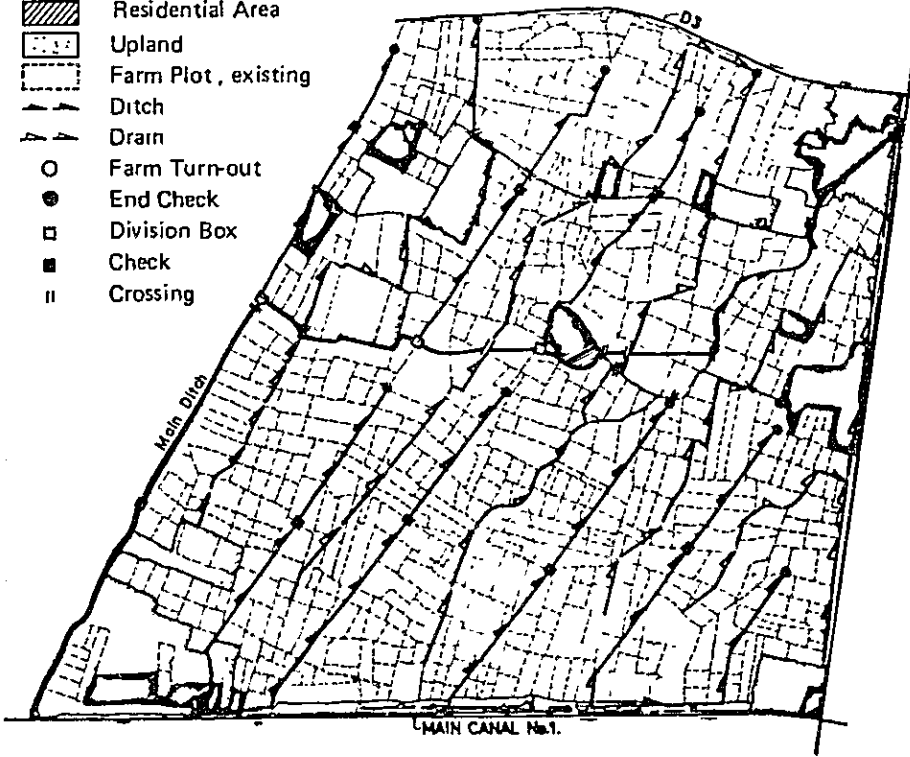 Residential Area
Upland
Farm Plot, existing
Ditch
Drain
Farm Turn-out
End Check
Division Box
Check
Crossing
D3
Main Ditch
MAIN CANAL No.1.